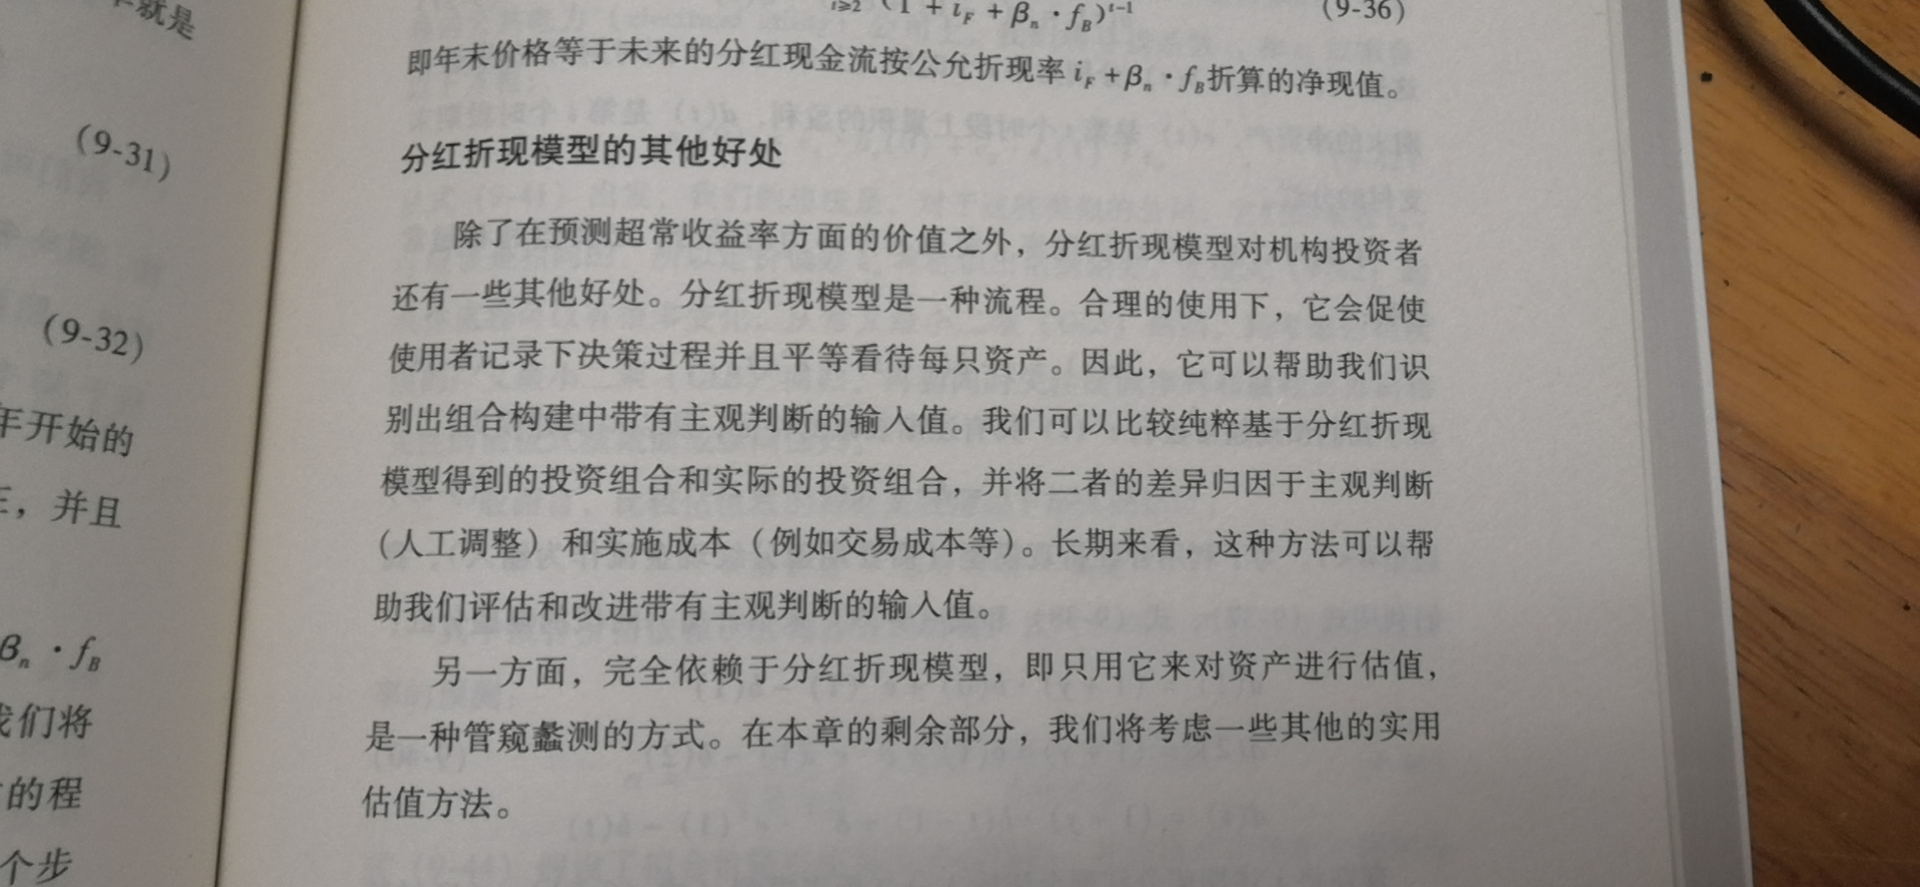 就是
(9-31)
(9-32)
年开始的
，并且
β_n · f_B
我们将
的程
个步
t≥2 (1 + i_F + β_n · f_B)^{t-1} (9-36)
即年末价格等于未来的分红现金流按公允折现率 i_F + β_n · f_B 折算的净现值。
分红折现模型的其他好处
除了在预测超常收益率方面的价值之外，分红折现模型对机构投资者
还有一些其他好处。分红折现模型是一种流程。合理的使用下，它会促使
使用者记录下决策过程并且平等看待每只资产。因此，它可以帮助我们识
别出组合构建中带有主观判断的输入值。我们可以比较纯粹基于分红折现
模型得到的投资组合和实际的投资组合，并将二者的差异归因于主观判断
（人工调整）和实施成本（例如交易成本等）。长期来看，这种方法可以帮
助我们评估和改进带有主观判断的输入值。
另一方面，完全依赖于分红折现模型，即只用它来对资产进行估值，
是一种管窥蠡测的方式。在本章的剩余部分，我们将考虑一些其他的实用
估值方法。